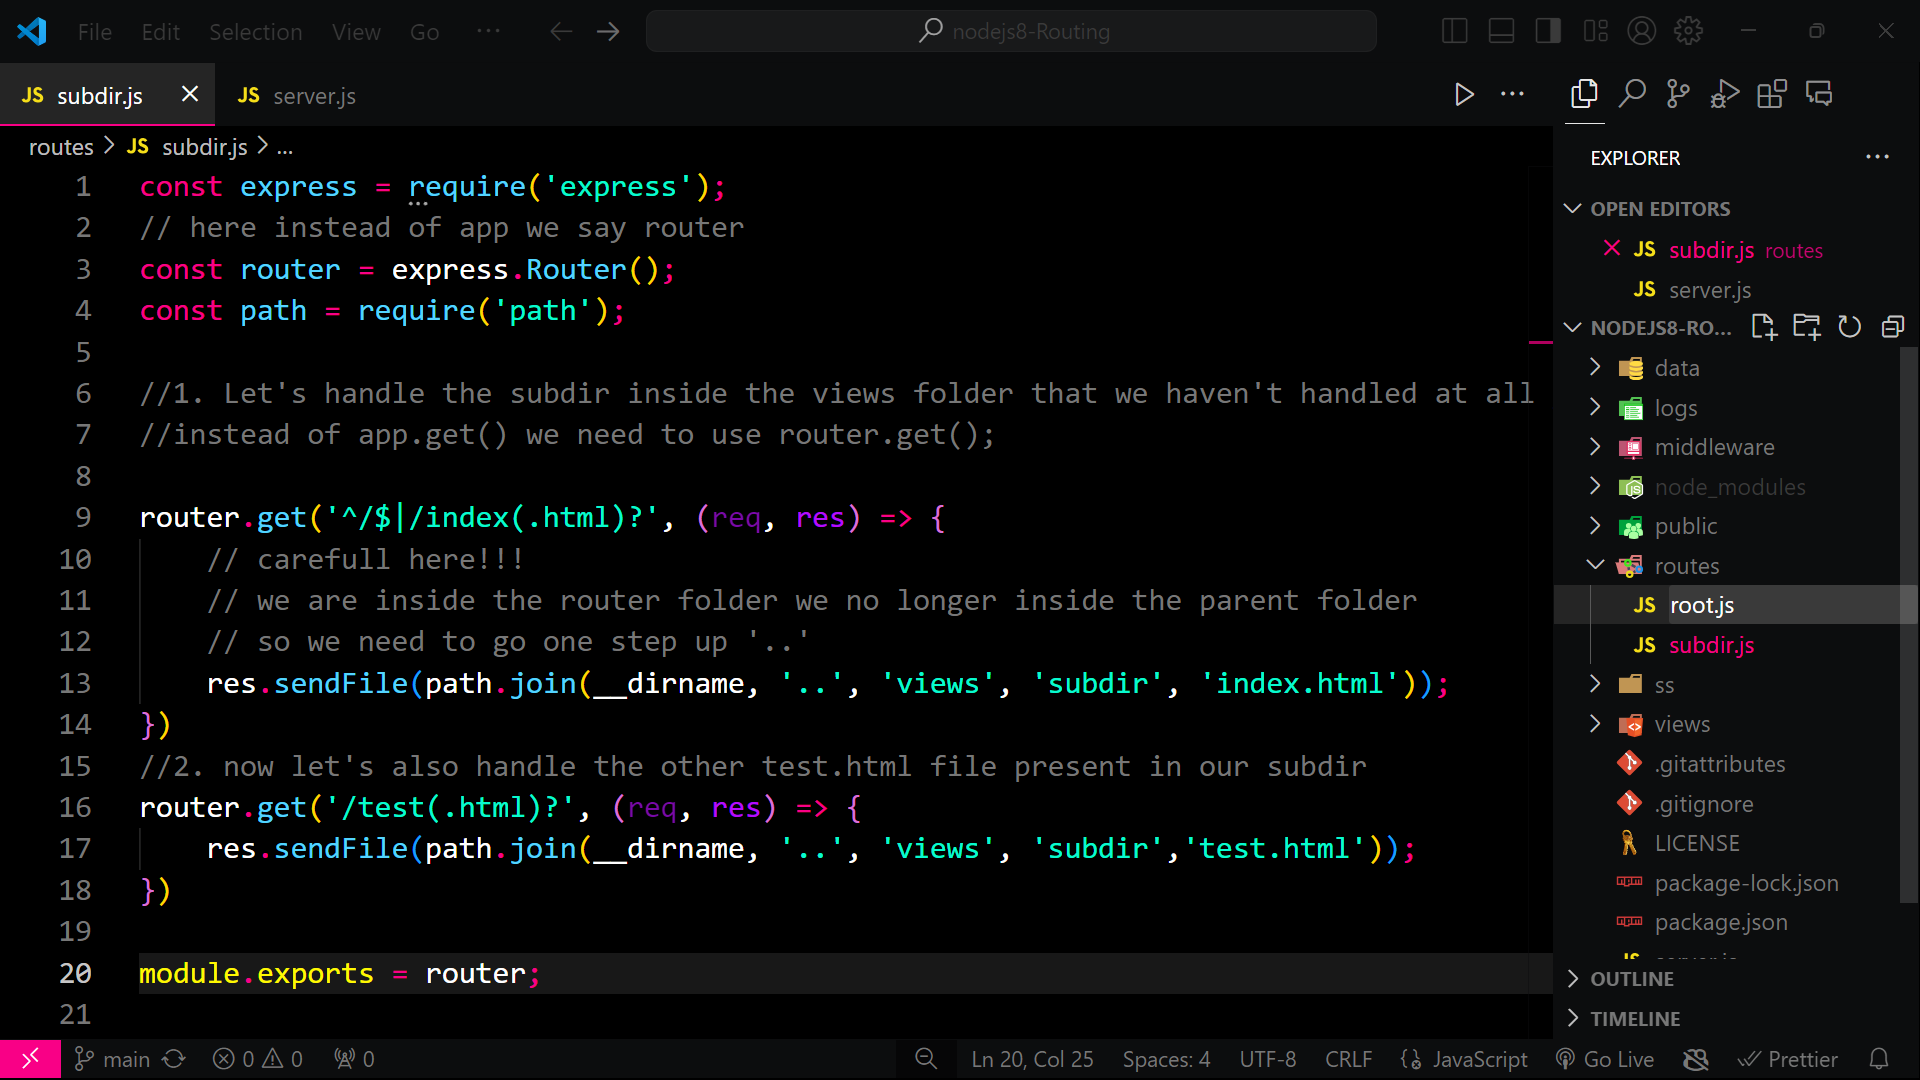 File Edit Selection View Go ... nodejs8-Routing
JS subdir.js JS server.js
routes > JS subdir.js > ...
1 const express = require('express');
2 // here instead of app we say router
3 const router = express.Router();
4 const path = require('path');
5
6 //1. Let's handle the subdir inside the views folder that we haven't handled at all
7 //instead of app.get() we need to use router.get();
8
9 router.get('^/$|/index(.html)?', (req, res) => {
10 // carefull here!!!
11 // we are inside the router folder we no longer inside the parent folder
12 // so we need to go one step up '..'
13 res.sendFile(path.join(__dirname, '..', 'views', 'subdir', 'index.html'));
14 })
15 //2. now let's also handle the other test.html file present in our subdir
16 router.get('/test(.html)?', (req, res) => {
17 res.sendFile(path.join(__dirname, '..', 'views', 'subdir','test.html'));
18 })
19
20 module.exports = router;
21
EXPLORER
OPEN EDITORS
JS subdir.js routes
JS server.js
NODEJS8-RO...
data
logs
middleware
node_modules
public
routes
JS root.js
JS subdir.js
ss
views
.gitattributes
.gitignore
LICENSE
package-lock.json
package.json
OUTLINE
TIMELINE
main 0 0 0 Ln 20, Col 25 Spaces: 4 UTF-8 CRLF {} JavaScript Go Live Prettier